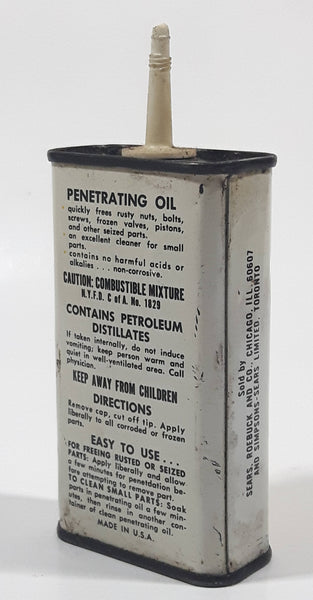 PENETRATING OIL
quickly frees rusty nuts, bolts,
screws, frozen valves, pistons,
and other seized parts.
an excellent cleaner for small
parts.
contains no harmful acids or
alkalies . . . non-corrosive.
CAUTION: COMBUSTIBLE MIXTURE
N.Y.F.D. C of A. No. 1829
CONTAINS PETROLEUM
DISTILLATES
If taken internally, do not induce
vomiting; keep person warm and
quiet in well-ventilated area. Call
physician.
KEEP AWAY FROM CHILDREN
DIRECTIONS
Remove cap, cut off tip. Apply
liberally to all corroded or frozen
parts.
EASY TO USE . . .
FOR FREEING RUSTED OR SEIZED
PARTS: Apply liberally and allow
a few minutes for penetdation be-
fore attempting to remove part.
TO CLEAN SMALL PARTS: Soak
parts in penetrating oil a few min-
utes, then rinse in another con-
tainer of clean penetrating oil.
MADE IN U.S.A.
Sold by
SEARS, ROEBUCK AND CO., CHICAGO, ILL. 60607
AND SIMPSONS-SEARS LIMITED, TORONTO